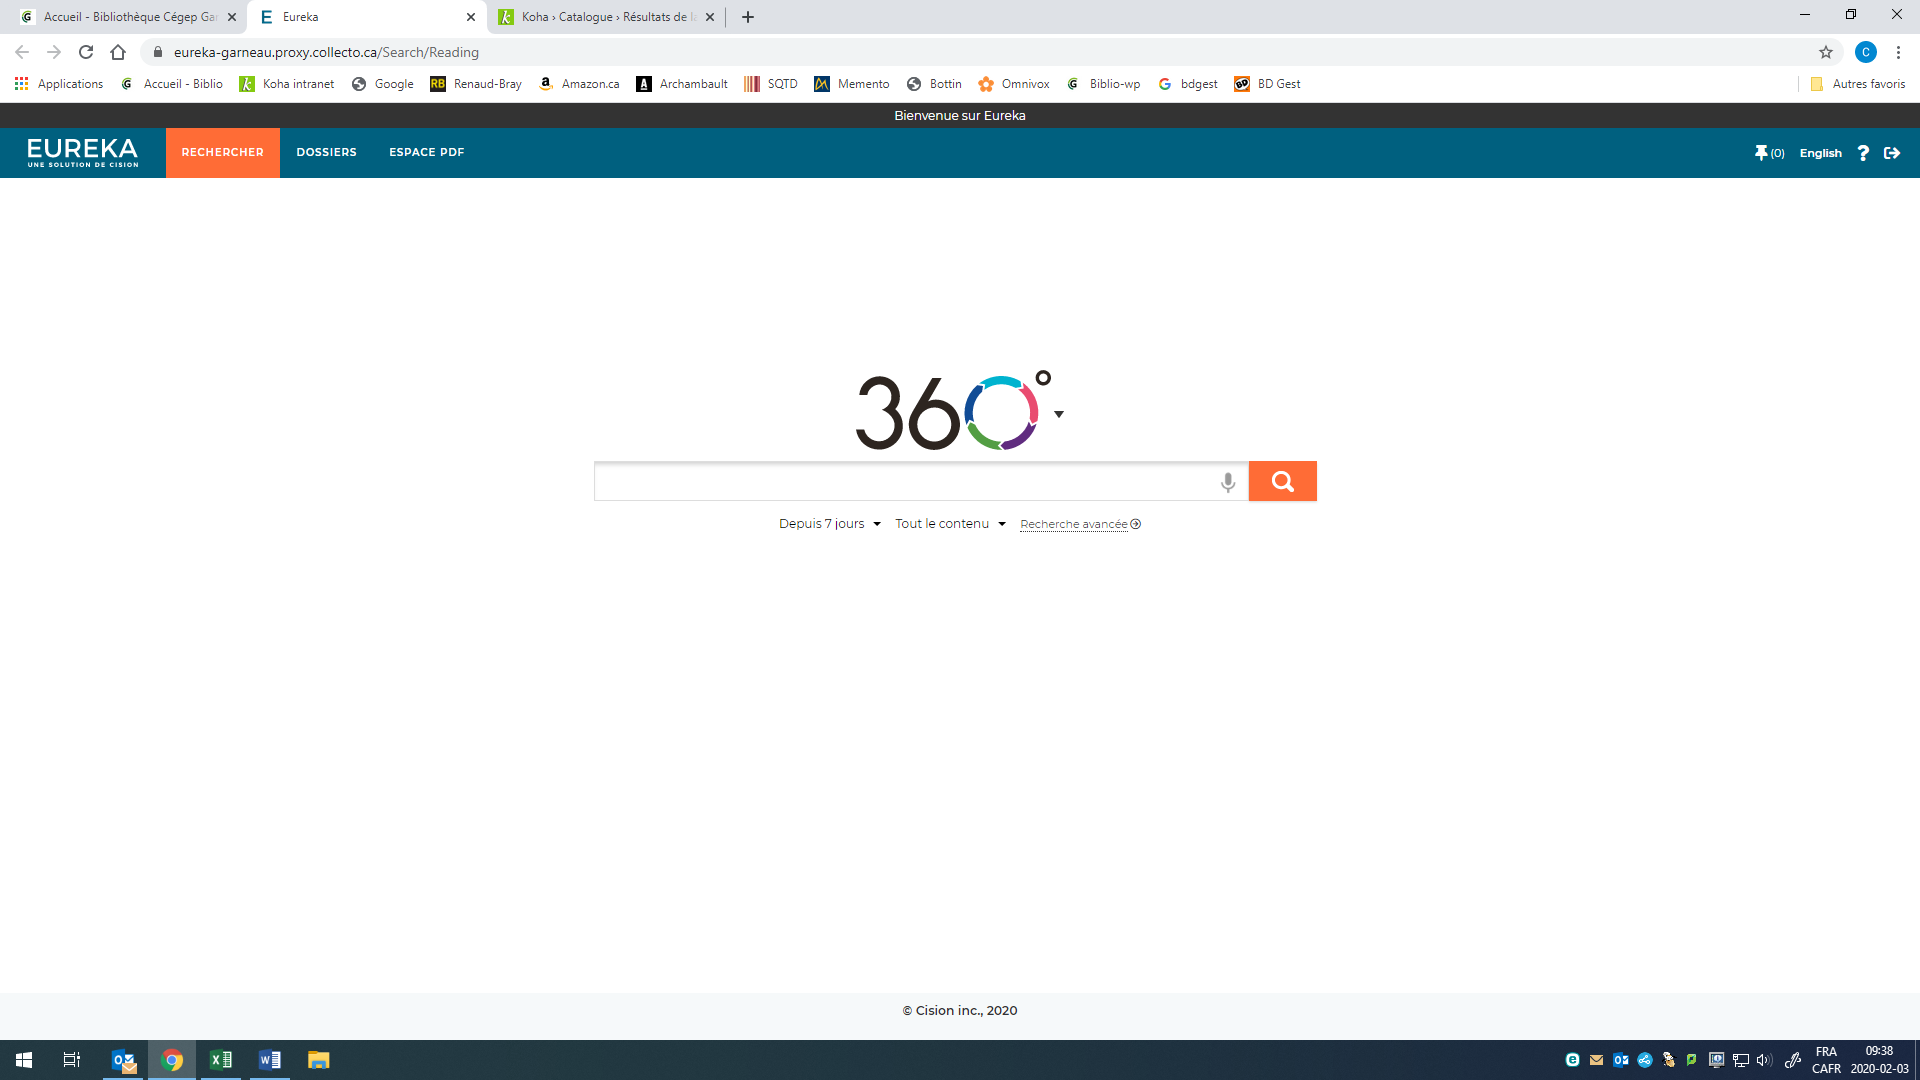 Accueil - Bibliothèque Cégep Ga
Eureka
Koha › Catalogue › Résultats de l
eureka-garneau.proxy.collecto.ca/Search/Reading
C
Applications
Accueil - Biblio
Koha intranet
Google
Renaud-Bray
Amazon.ca
Archambault
SQTD
Memento
Bottin
Omnivox
Biblio-wp
bdgest
BD Gest
Autres favoris
Bienvenue sur Eureka
EUREKA
UNE SOLUTION DE CISION
RECHERCHER
DOSSIERS
ESPACE PDF
(0)
English
?
360°
Depuis 7 jours
Tout le contenu
Recherche avancée
© Cision inc., 2020
FRA
CAFR
09:38
2020-02-03